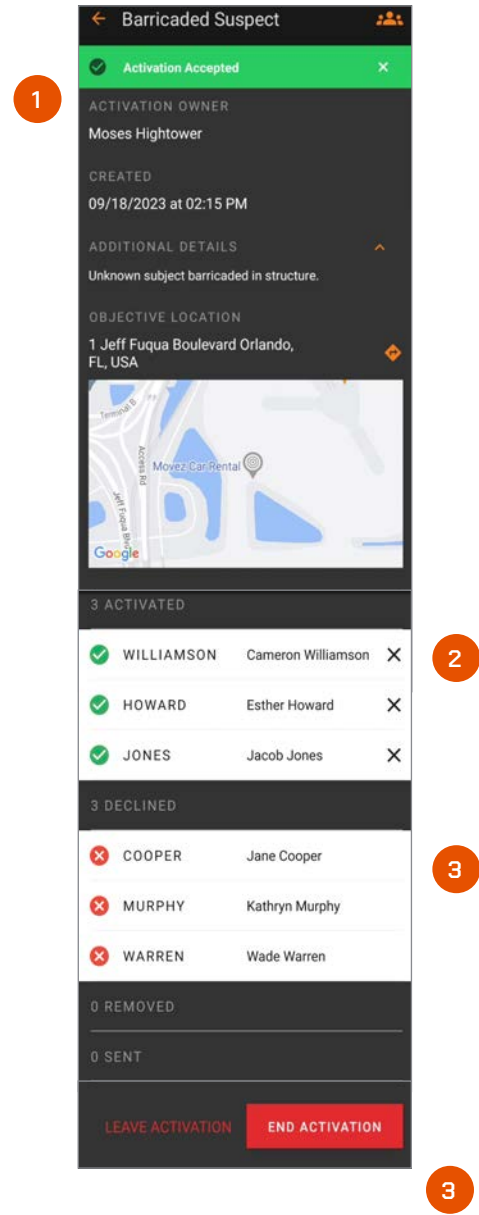 Barricaded Suspect
Activation Accepted
1
ACTIVATION OWNER
Moses Hightower
CREATED
09/18/2023 at 02:15 PM
ADDITIONAL DETAILS
Unknown subject barricaded in structure.
OBJECTIVE LOCATION
1 Jeff Fuqua Boulevard Orlando,
FL, USA
Terminal B
Access Rd
Movez Car Rental
Jeff Fuqua Blvd
Google
3 ACTIVATED
WILLIAMSON Cameron Williamson
2
HOWARD Esther Howard
JONES Jacob Jones
3 DECLINED
COOPER Jane Cooper
3
MURPHY Kathryn Murphy
WARREN Wade Warren
0 REMOVED
0 SENT
LEAVE ACTIVATION END ACTIVATION
3